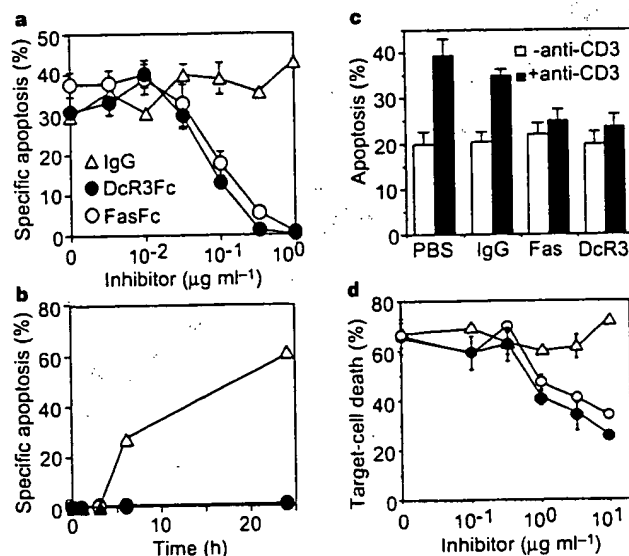 a
Specific apoptosis (%)
50
40
30
20
10
0
IgG
DcR3Fc
FasFc
0 10⁻² 10⁻¹ 10⁰
Inhibitor (μg ml⁻¹)
b
Specific apoptosis (%)
80
60
40
20
0
0 10 20
Time (h)
c
Apoptosis (%)
40
30
20
10
0
-anti-CD3
+anti-CD3
PBS IgG Fas DcR3
d
Target-cell death (%)
80
60
40
20
0
0 10⁻¹ 10⁰ 10¹
Inhibitor (μg ml⁻¹)